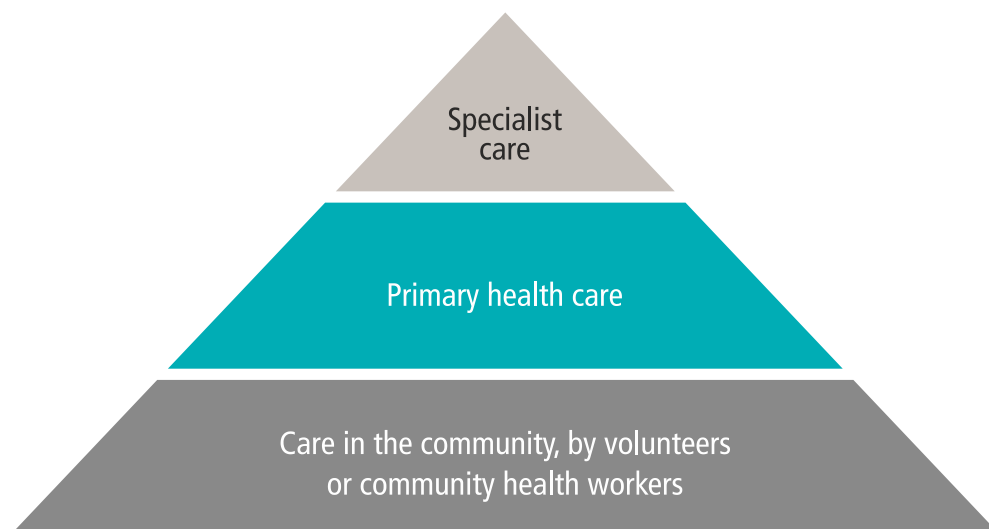 Specialist
care
Primary health care
Care in the community, by volunteers
or community health workers